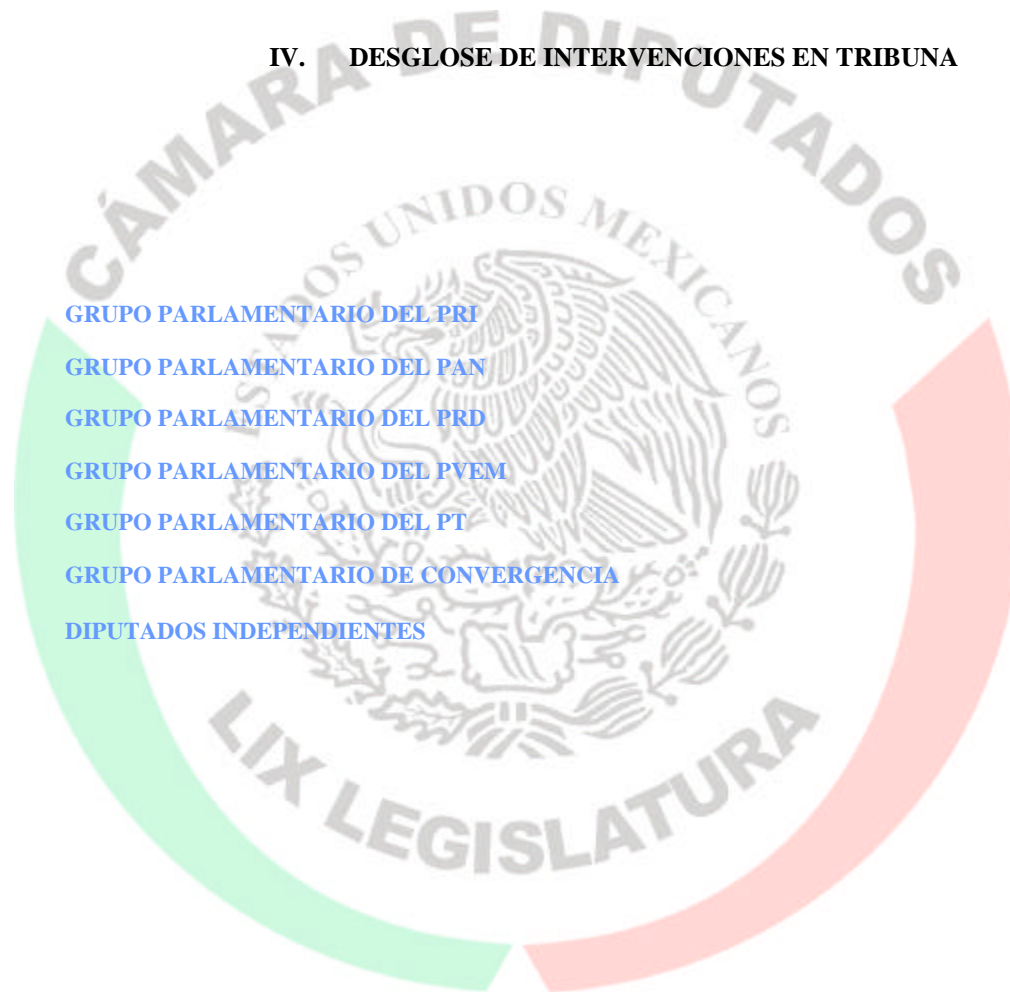 IV. DESGLOSE DE INTERVENCIONES EN TRIBUNA
CÁMARA DE DIPUTADOS
ESTADOS UNIDOS MEXICANOS
GRUPO PARLAMENTARIO DEL PRI
GRUPO PARLAMENTARIO DEL PAN
GRUPO PARLAMENTARIO DEL PRD
GRUPO PARLAMENTARIO DEL PVEM
GRUPO PARLAMENTARIO DEL PT
GRUPO PARLAMENTARIO DE CONVERGENCIA
DIPUTADOS INDEPENDIENTES
LIX LEGISLATURA